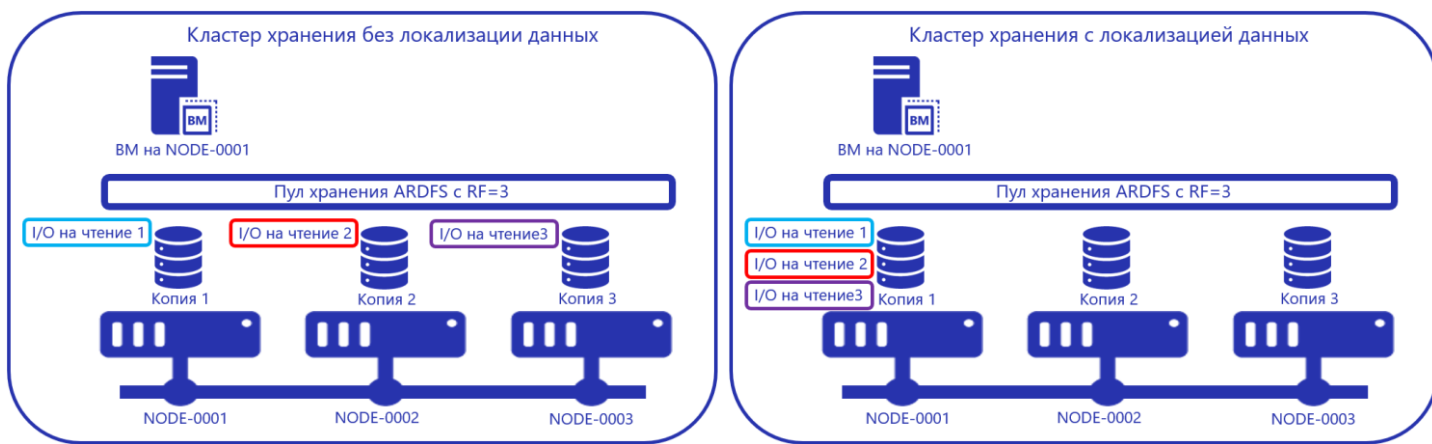 Кластер хранения без локализации данных
ВМ
ВМ на NODE-0001
Пул хранения ARDFS с RF=3
I/O на чтение 1
I/O на чтение 2
I/O на чтение3
Копия 1
Копия 2
Копия 3
NODE-0001
NODE-0002
NODE-0003
Кластер хранения с локализацией данных
ВМ
ВМ на NODE-0001
Пул хранения ARDFS с RF=3
I/O на чтение 1
I/O на чтение 2
I/O на чтение3
Копия 1
Копия 2
Копия 3
NODE-0001
NODE-0002
NODE-0003